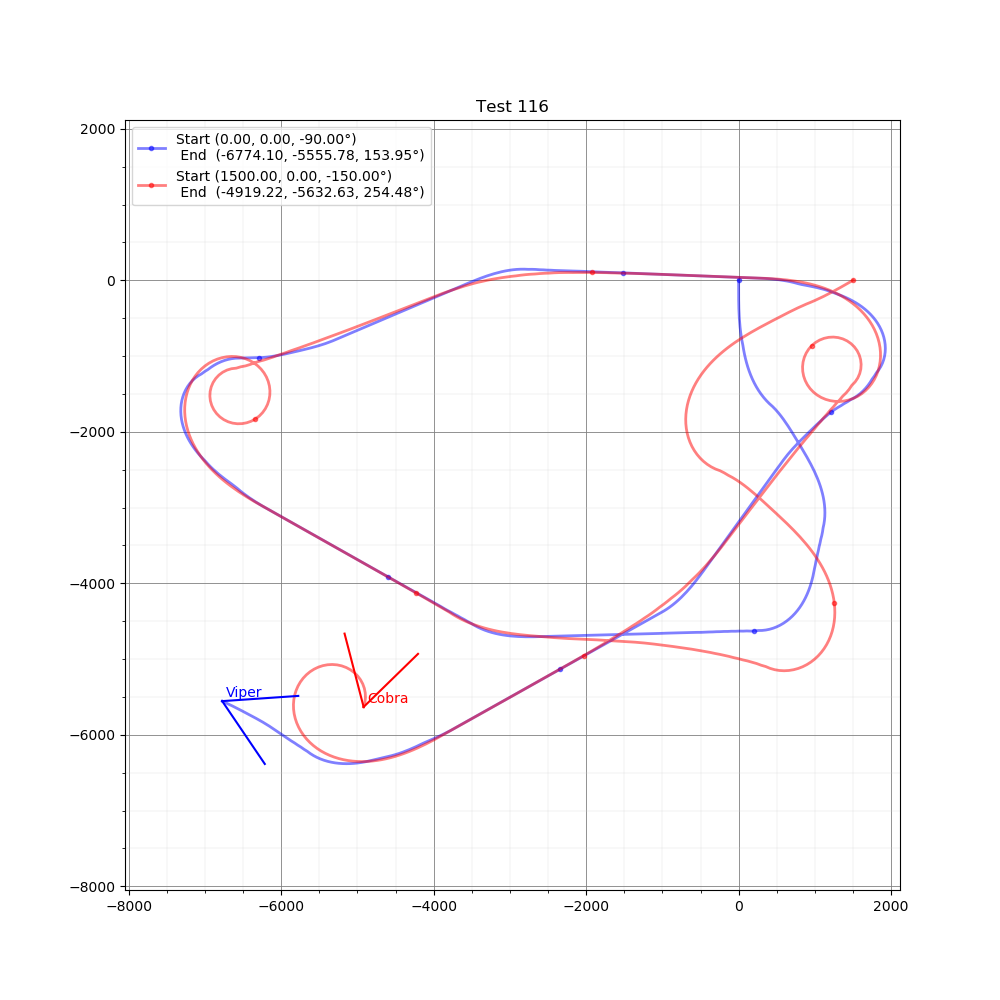 Test 116
Start (0.00, 0.00, -90.00°)
End (-6774.10, -5555.78, 153.95°)
Start (1500.00, 0.00, -150.00°)
End (-4919.22, -5632.63, 254.48°)
2000
0
−2000
−4000
−6000
−8000
Viper
Cobra
−8000 −6000 −4000 −2000 0 2000